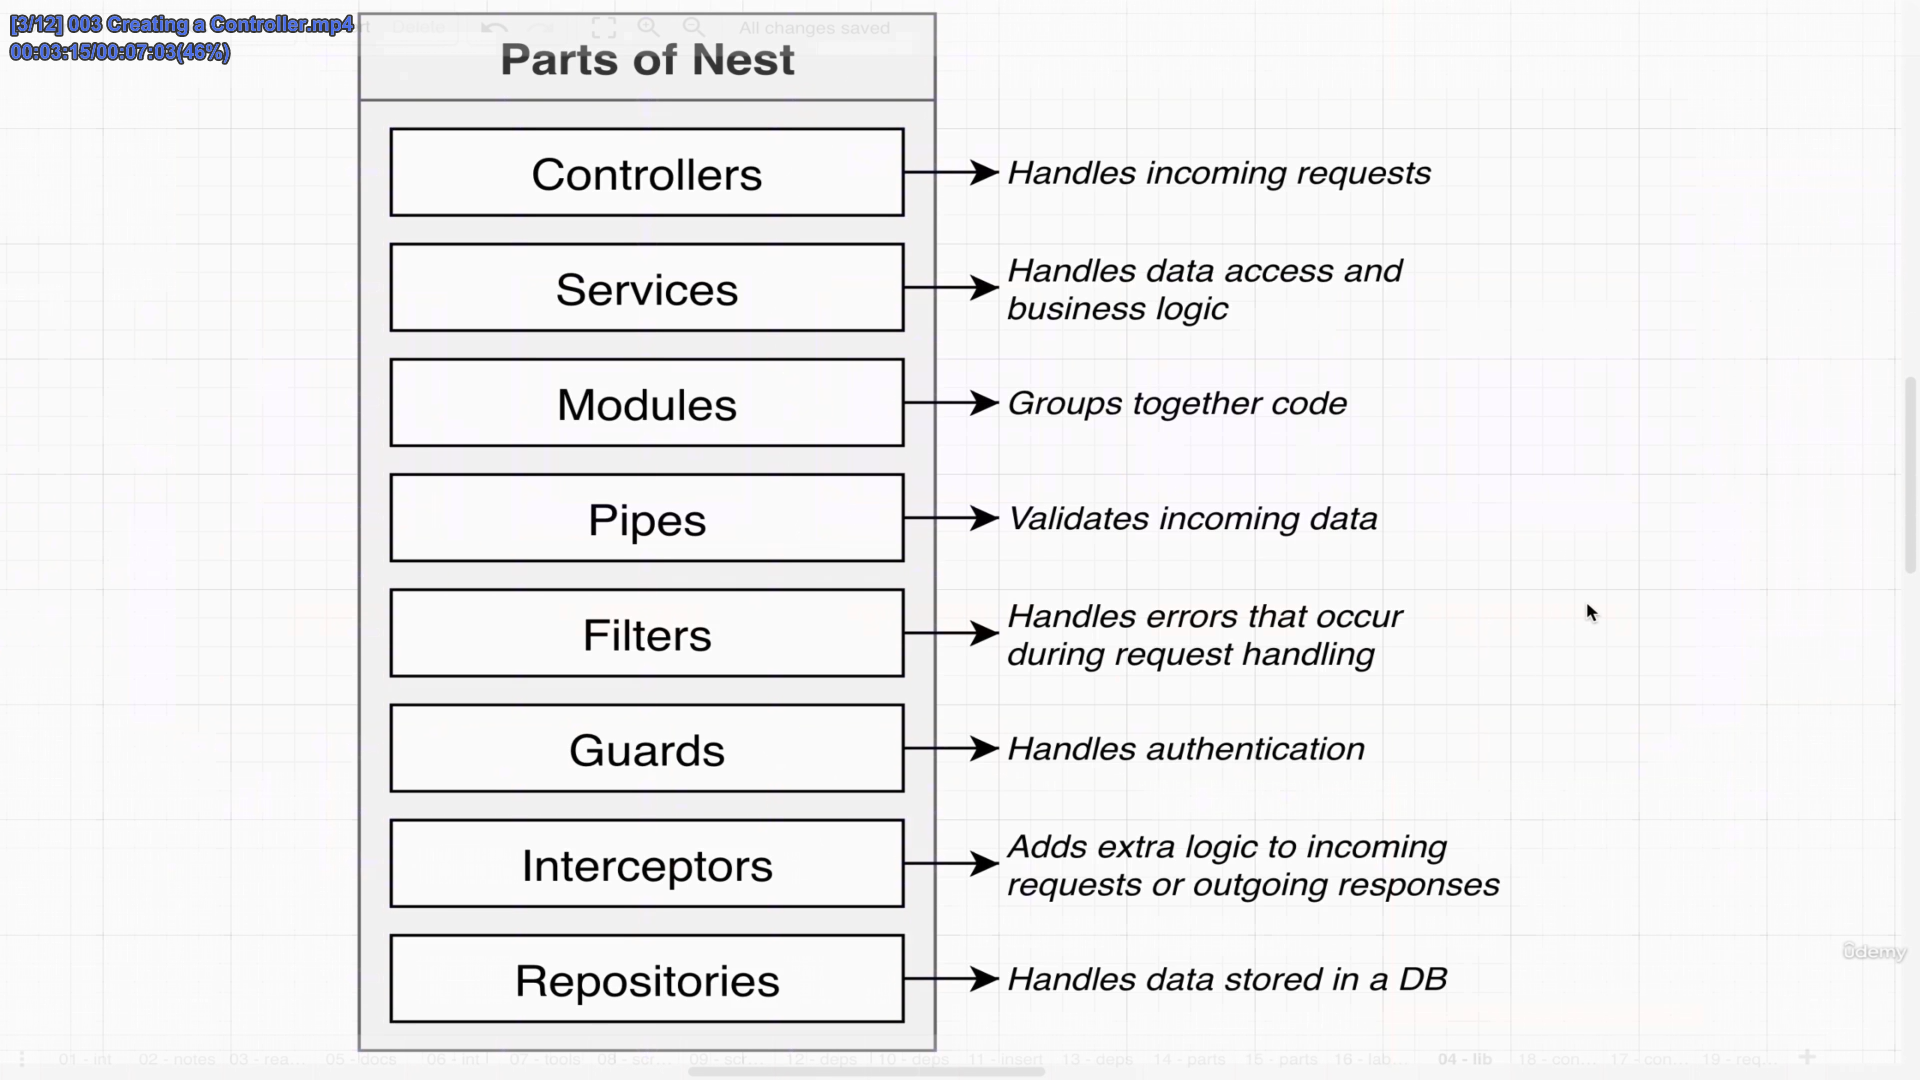 [3/12] 003 Creating a Controller.mp4
00:03:15/00:07:03(46%)
Delete
All changes saved
Parts of Nest
Controllers
Handles incoming requests
Services
Handles data access and
business logic
Modules
Groups together code
Pipes
Validates incoming data
Filters
Handles errors that occur
during request handling
Guards
Handles authentication
Interceptors
Adds extra logic to incoming
requests or outgoing responses
Repositories
Handles data stored in a DB
ûdemy
01 - int 02 - notes 03 - rea... 05 - docs 06 - int 07 - tools 08 - scr... 09 - scr... 12 - deps 10 - deps 11 - insert 13 - deps 14 - parts 15 - parts 16 - lab... 04 - lib 18 - con... 17 - con... 19 - req...